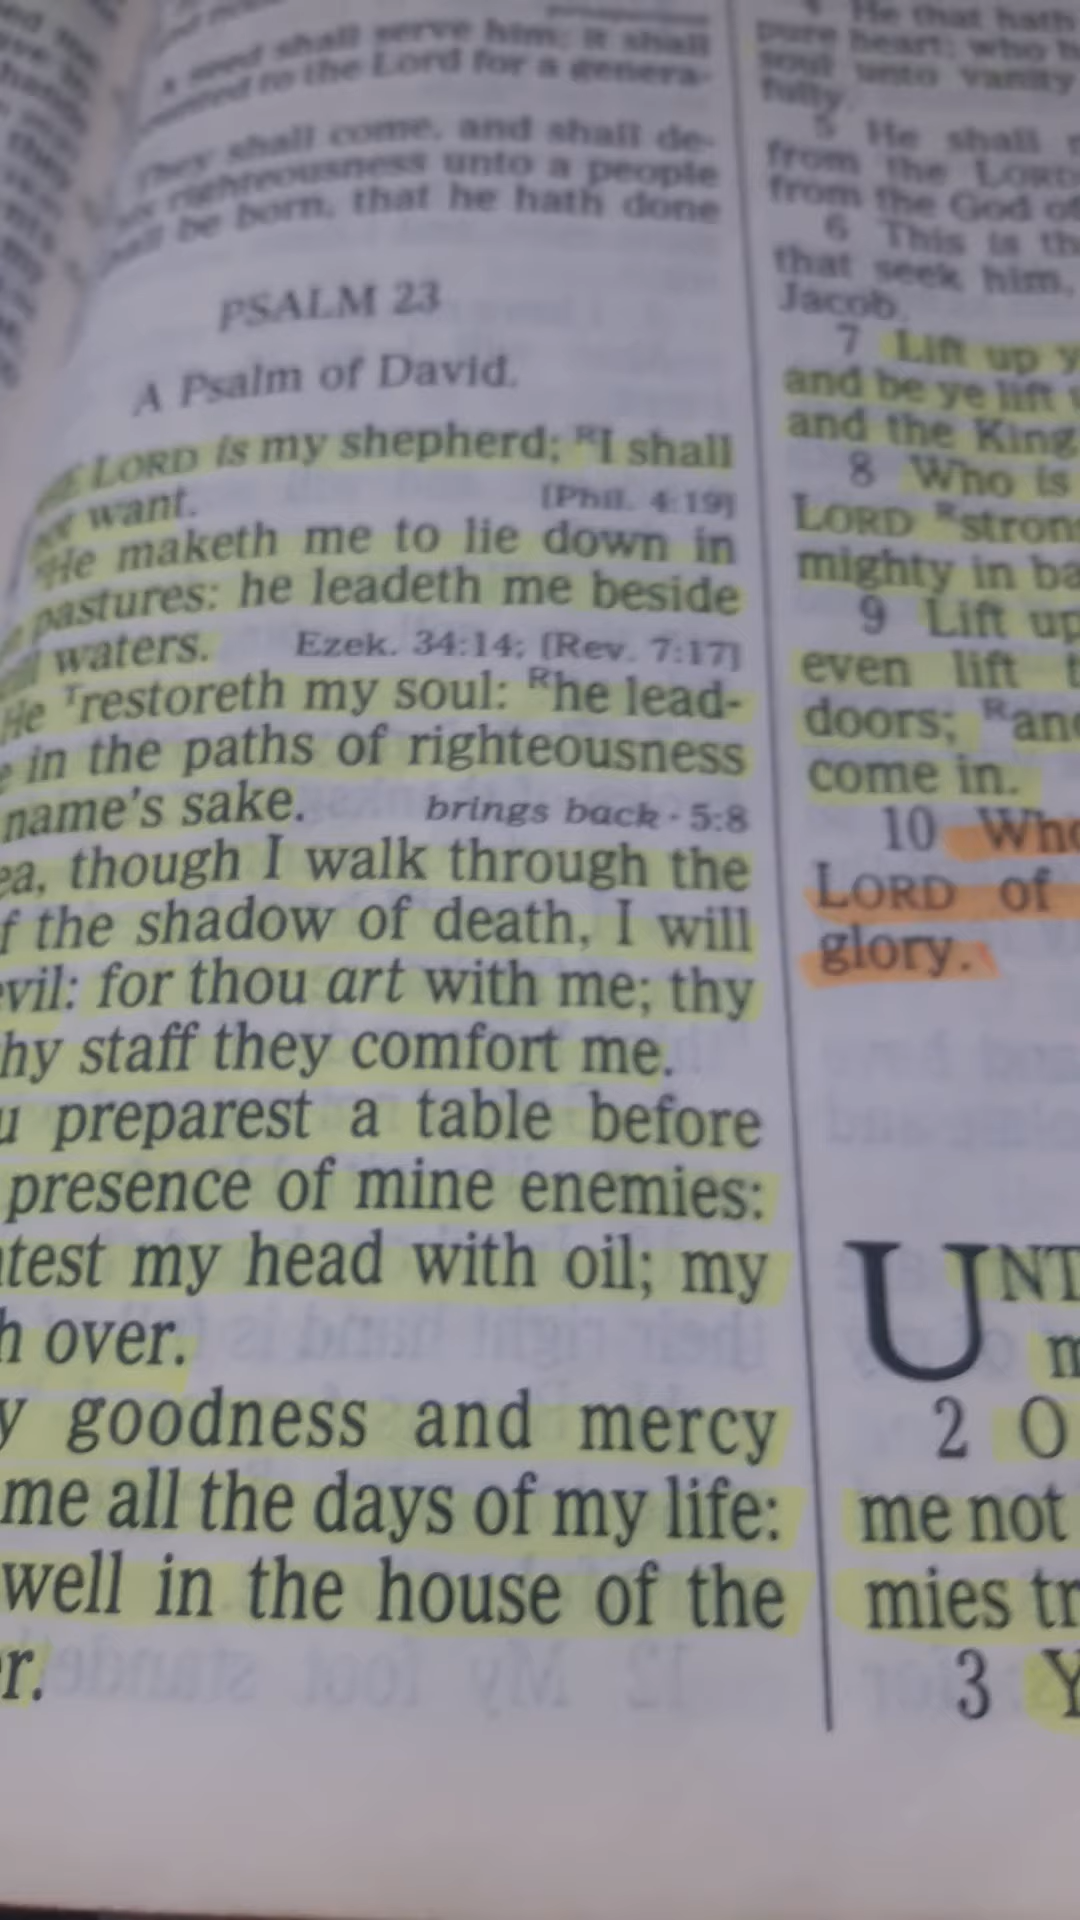 seed shall serve him; it shall
to the Lord for a genera-
They shall come, and shall de-
righteousness unto a people
be born, that he hath done
PSALM 23
A Psalm of David.
LORD is my shepherd; RI shall
want. [Phil. 4:19]
He maketh me to lie down in
pastures: he leadeth me beside
waters. Ezek. 34:14; [Rev. 7:17]
He Trestoreth my soul: Rhe lead-
in the paths of righteousness
name's sake. brings back · 5:8
ea, though I walk through the
f the shadow of death, I will
evil: for thou art with me; thy
hy staff they comfort me.
u preparest a table before
presence of mine enemies:
ntest my head with oil; my
h over.
y goodness and mercy
me all the days of my life:
well in the house of the
r.
He that hath
pure heart; who h
soul unto vanity
fully.
5 He shall r
from the LORD
from the God of
6 This is th
that seek him,
Jacob.
7 Lift up y
and be ye lift
and the King
8 Who is
LORD Rstrong
mighty in ba
9 Lift up
even lift t
doors; Rand
come in.
10 Who
LORD of
glory.
UNT
m
2 O
me not
mies tr
3 Y